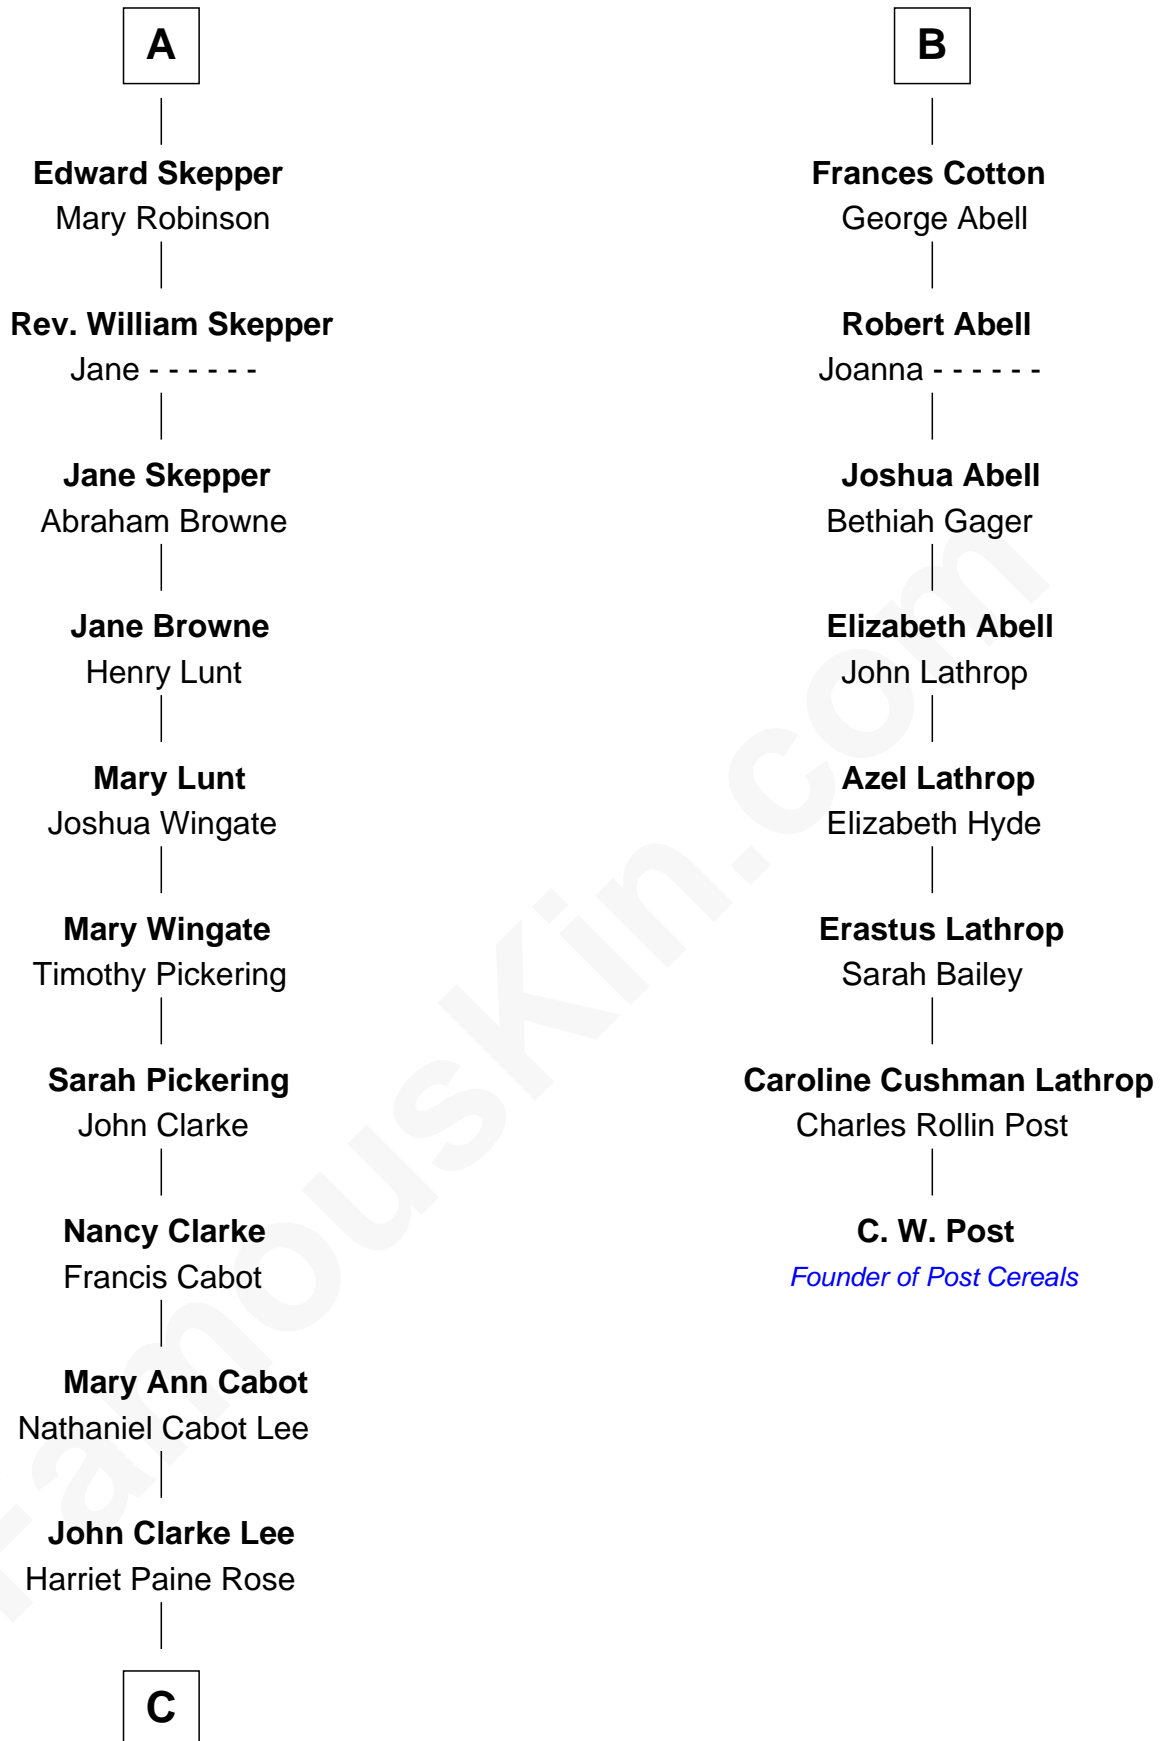 A
Edward Skepper
Mary Robinson
Rev. William Skepper
Jane - - - - - -
Jane Skepper
Abraham Browne
Jane Browne
Henry Lunt
Mary Lunt
Joshua Wingate
Mary Wingate
Timothy Pickering
Sarah Pickering
John Clarke
Nancy Clarke
Francis Cabot
Mary Ann Cabot
Nathaniel Cabot Lee
John Clarke Lee
Harriet Paine Rose
C
B
Frances Cotton
George Abell
Robert Abell
Joanna - - - - - -
Joshua Abell
Bethiah Gager
Elizabeth Abell
John Lathrop
Azel Lathrop
Elizabeth Hyde
Erastus Lathrop
Sarah Bailey
Caroline Cushman Lathrop
Charles Rollin Post
C. W. Post
Founder of Post Cereals
FamousKin.com